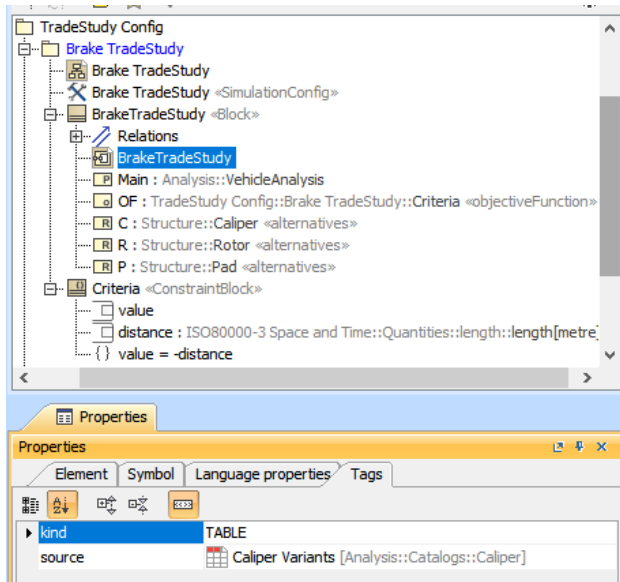 TradeStudy Config
Brake TradeStudy
Brake TradeStudy
Brake TradeStudy «SimulationConfig»
BrakeTradeStudy «Block»
Relations
BrakeTradeStudy
P Main : Analysis::VehicleAnalysis
o OF : TradeStudy Config::Brake TradeStudy::Criteria «objectiveFunction»
R C : Structure::Caliper «alternatives»
R R : Structure::Rotor «alternatives»
R P : Structure::Pad «alternatives»
Criteria «ConstraintBlock»
value
distance : ISO80000-3 Space and Time::Quantities::length::length[metre]
{ } value = -distance
Properties
Properties
Element Symbol Language properties Tags
kind TABLE
source Caliper Variants [Analysis::Catalogs::Caliper]